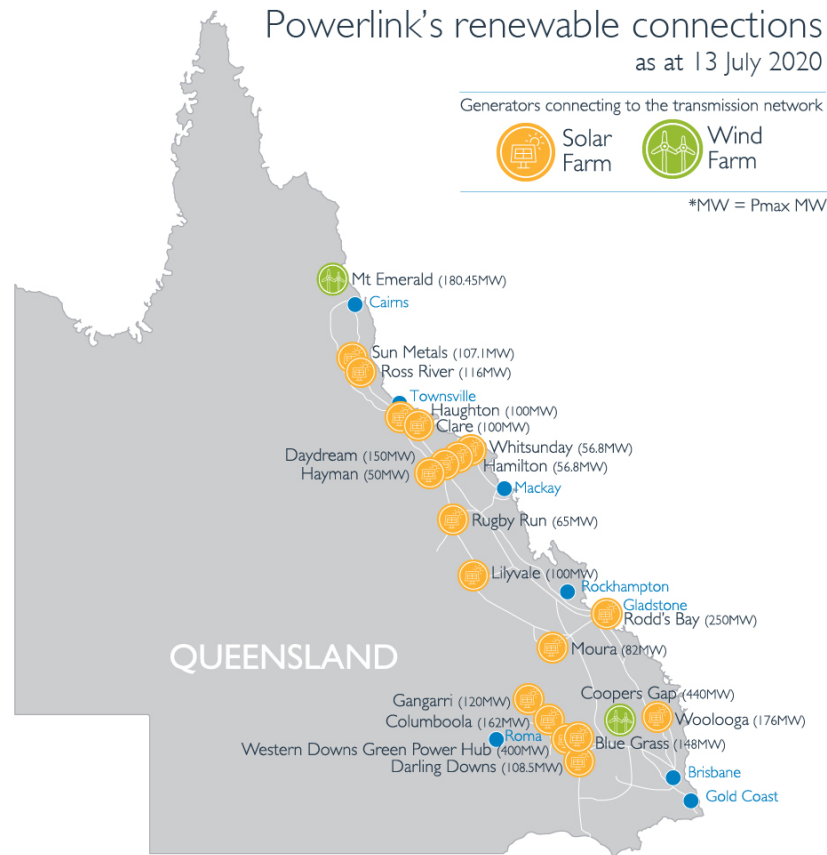 Powerlink's renewable connections
as at 13 July 2020
Generators connecting to the transmission network
Solar
Farm
Wind
Farm
*MW = Pmax MW
Mt Emerald (180.45MW)
Cairns
Sun Metals (107.1MW)
Ross River (116MW)
Townsville
Haughton (100MW)
Clare (100MW)
Whitsunday (56.8MW)
Daydream (150MW)
Hamilton (56.8MW)
Hayman (50MW)
Mackay
Rugby Run (65MW)
Lilyvale (100MW)
Rockhampton
Gladstone
Rodd's Bay (250MW)
Moura (82MW)
QUEENSLAND
Coopers Gap (440MW)
Gangarri (120MW)
Columboola (162MW)
Woolooga (176MW)
Roma
Blue Grass (148MW)
Western Downs Green Power Hub (400MW)
Darling Downs (108.5MW)
Brisbane
Gold Coast